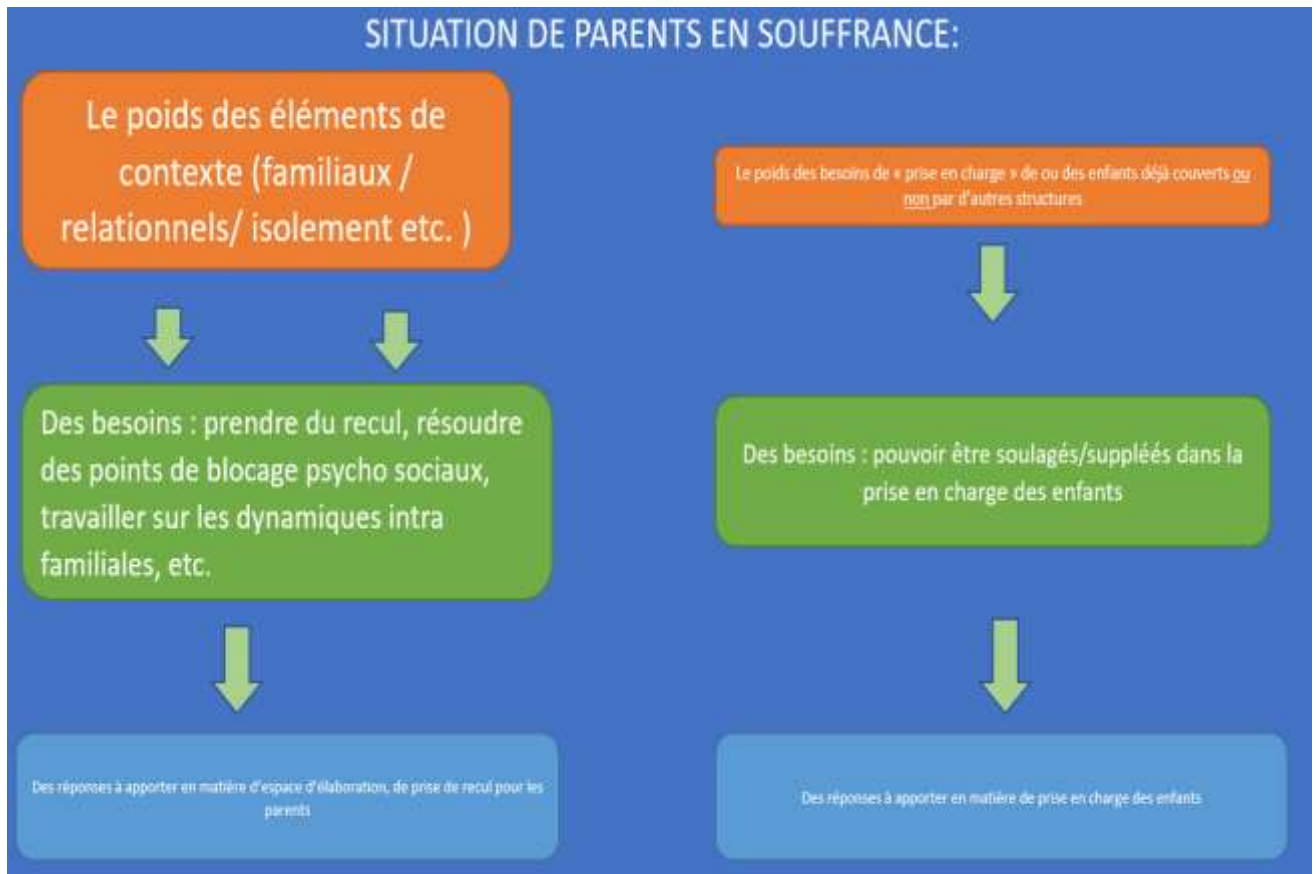 SITUATION DE PARENTS EN SOUFFRANCE:
Le poids des éléments de
contexte (familiaux /
relationnels/ isolement etc. )
Le poids des besoins de « prise en charge » de ou des enfants déjà couverts ou
non par d'autres structures
Des besoins : prendre du recul, résoudre
des points de blocage psycho sociaux,
travailler sur les dynamiques intra
familiales, etc.
Des besoins : pouvoir être soulagés/suppléés dans la
prise en charge des enfants
Des réponses à apporter en matière d'espace d'élaboration, de prise de recul pour les
parents
Des réponses à apporter en matière de prise en charge des enfants